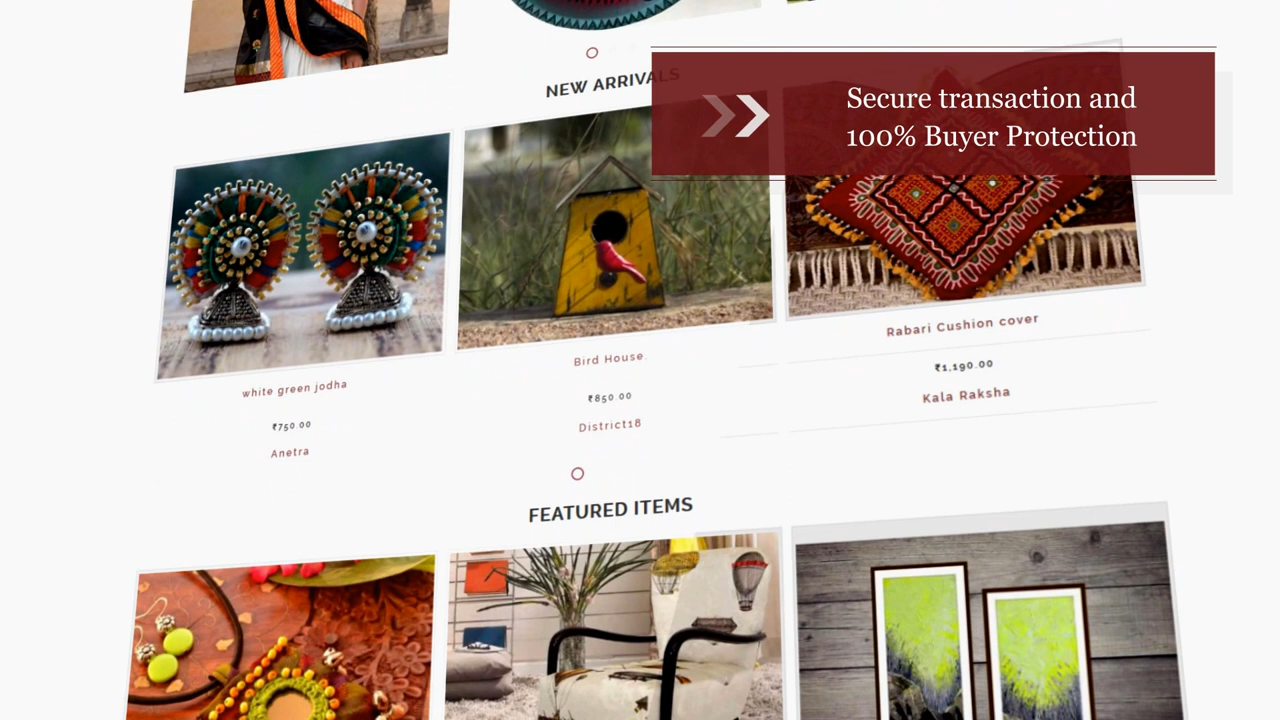 NEW ARRIVALS
Secure transaction and
100% Buyer Protection
white green jodha
₹750.00
Anetra
Bird House.
₹850.00
District18
Rabari Cushion cover
₹1,190.00
Kala Raksha
FEATURED ITEMS